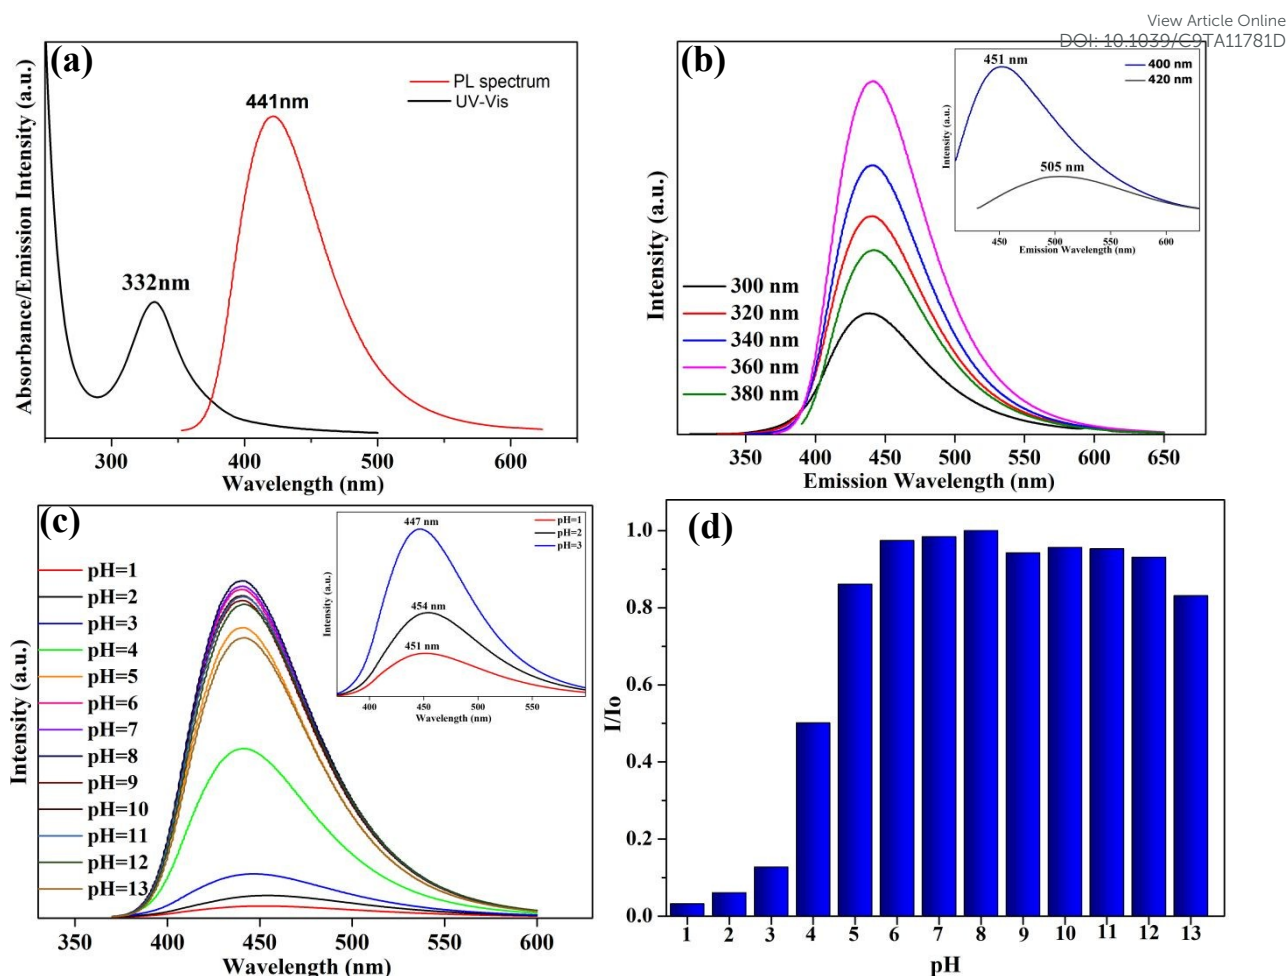 View Article Online
DOI: 10.1039/C9TA11781D
(a)
PL spectrum
UV-Vis
441nm
332nm
Absorbance/Emission Intensity (a.u.)
300
400
500
600
Wavelength (nm)
(b)
451 nm
400 nm
420 nm
505 nm
Intensity (a.u.)
450
500
550
600
Emission Wavelength (nm)
300 nm
320 nm
340 nm
360 nm
380 nm
Intensity (a.u.)
350
400
450
500
550
600
650
Emission Wavelength (nm)
(c)
pH=1
pH=2
pH=3
pH=4
pH=5
pH=6
pH=7
pH=8
pH=9
pH=10
pH=11
pH=12
pH=13
Intensity (a.u.)
350
400
450
500
550
600
Wavelength (nm)
447 nm
pH=1
pH=2
pH=3
454 nm
451 nm
Intensity (a.u.)
400
450
500
550
Wavelength (nm)
(d)
1.0
0.8
0.6
0.4
0.2
0.0
I/Io
1 2 3 4 5 6 7 8 9 10 11 12 13
pH